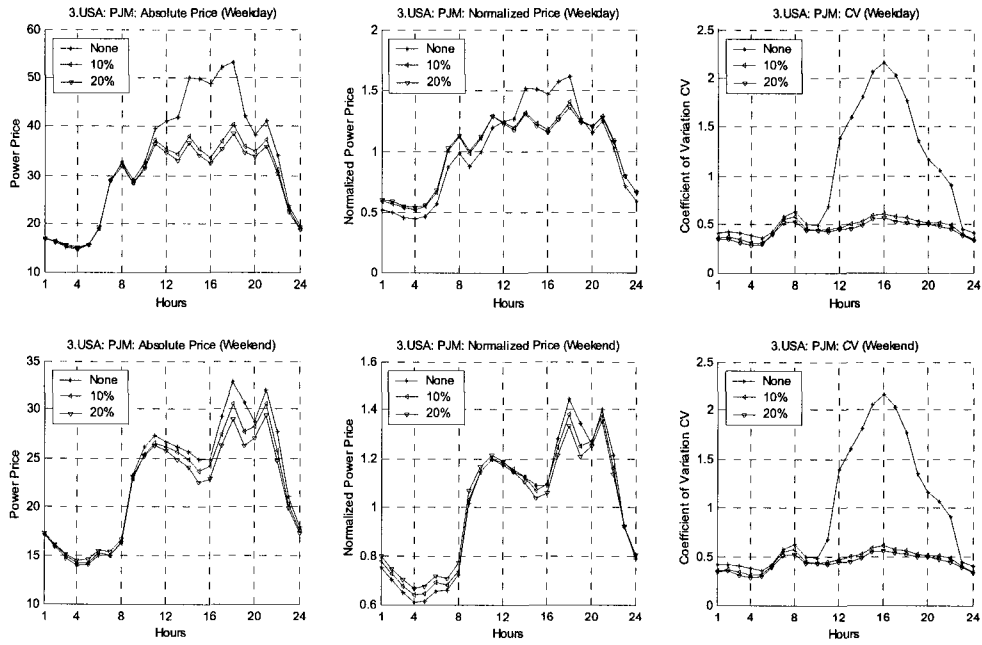 3.USA: PJM: Absolute Price (Weekday)
Power Price
60
50
40
30
20
10
None
10%
20%
1 4 8 12 16 20 24
Hours
3.USA: PJM: Normalized Price (Weekday)
Normalized Power Price
2
1.5
1
0.5
0
None
10%
20%
1 4 8 12 16 20 24
Hours
3.USA: PJM: CV (Weekday)
Coefficient of Variation CV
2.5
2
1.5
1
0.5
0
None
10%
20%
1 4 8 12 16 20 24
Hours
3.USA: PJM: Absolute Price (Weekend)
Power Price
35
30
25
20
15
10
None
10%
20%
1 4 8 12 16 20 24
Hours
3.USA: PJM: Normalized Price (Weekend)
Normalized Power Price
1.6
1.4
1.2
1
0.8
0.6
None
10%
20%
1 4 8 12 16 20 24
Hours
3.USA: PJM: CV (Weekend)
Coefficient of Variation CV
2.5
2
1.5
1
0.5
0
None
10%
20%
1 4 8 12 16 20 24
Hours